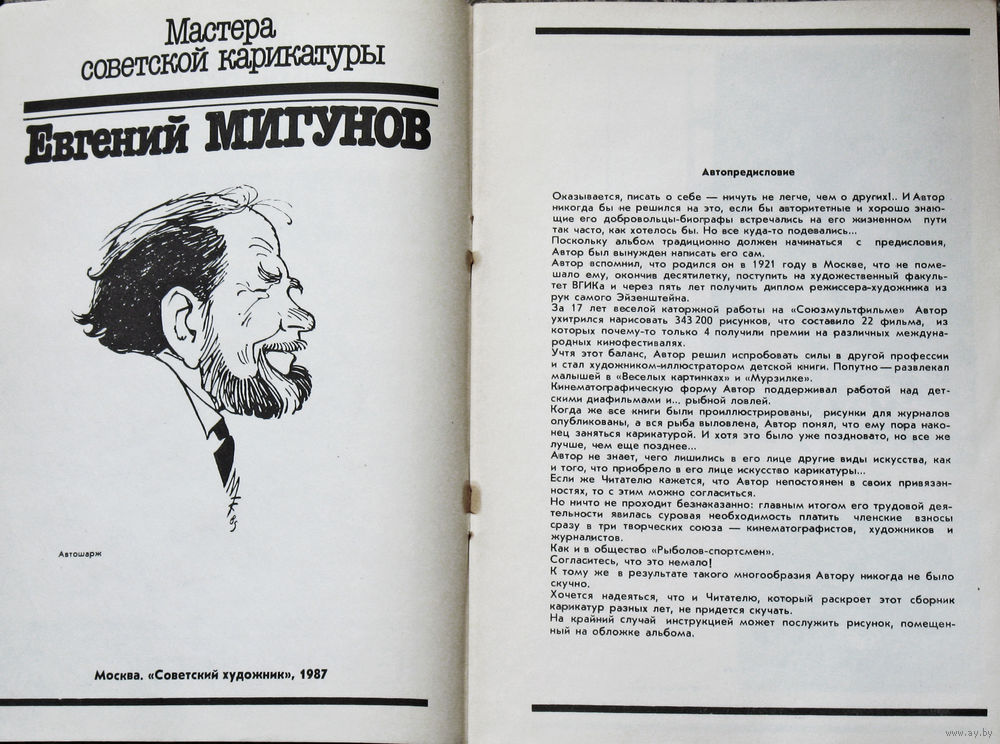 Мастера
советской карикатуры
Евгений МИГУНОВ
Автошарж
Москва. «Советский художник», 1987
Автопредисловие
Оказывается, писать о себе — ничуть не легче, чем о других!.. И Автор
никогда бы не решился на это, если бы авторитетные и хорошо знаю-
щие его добровольцы-биографы встречались на его жизненном пути
так часто, как хотелось бы. Но все куда-то подевались...
Поскольку альбом традиционно должен начинаться с предисловия,
Автор был вынужден написать его сам.
Автор вспомнил, что родился он в 1921 году в Москве, что не поме-
шало ему, окончив десятилетку, поступить на художественный факуль-
тет ВГИКа и через пять лет получить диплом режиссера-художника из
рук самого Эйзенштейна.
За 17 лет веселой каторжной работы на «Союзмультфильме» Автор
ухитрился нарисовать 343 200 рисунков, что составило 22 фильма, из
которых почему-то только 4 получили премии на различных междуна-
родных кинофестивалях.
Учтя этот баланс, Автор решил испробовать силы в другой профессии
и стал художником-иллюстратором детской книги. Попутно — развлекал
малышей в «Веселых картинках» и «Мурзилке».
Кинематографическую форму Автор поддерживал работой над дет-
скими диафильмами и... рыбной ловлей.
Когда же все книги были проиллюстрированы, рисунки для журналов
опубликованы, а вся рыба выловлена, Автор понял, что ему пора нако-
нец заняться карикатурой. И хотя это было уже поздновато, но все же
лучше, чем еще позднее...
Автор не знает, чего лишились в его лице другие виды искусства, как
и того, что приобрело в его лице искусство карикатуры...
Если же Читателю кажется, что Автор непостоянен в своих привязан-
ностях, то с этим можно согласиться.
Но ничто не проходит безнаказанно: главным итогом его трудовой дея-
тельности явилась суровая необходимость платить членские взносы
сразу в три творческих союза — кинематографистов, художников и
журналистов.
Как и в общество «Рыболов-спортсмен».
Согласитесь, что это немало!
К тому же в результате такого многообразия Автору никогда не было
скучно.
Хочется надеяться, что и Читателю, который раскроет этот сборник
карикатур разных лет, не придется скучать.
На крайний случай инструкцией может послужить рисунок, помещен-
ный на обложке альбома.
www.ay.by